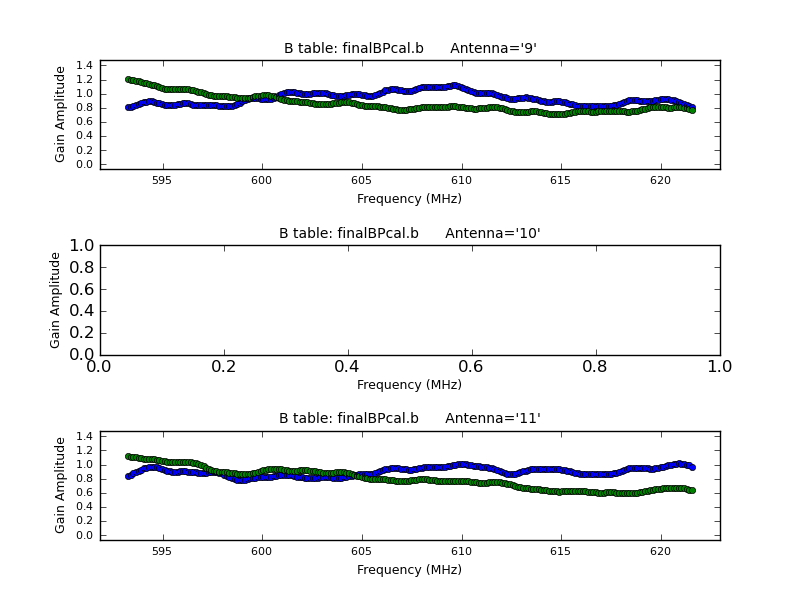 B table: finalBPcal.b Antenna='9'
Gain Amplitude
1.4
1.2
1.0
0.8
0.6
0.4
0.2
0.0
595 600 605 610 615 620
Frequency (MHz)
B table: finalBPcal.b Antenna='10'
Gain Amplitude
1.0
0.8
0.6
0.4
0.2
0.0
0.0 0.2 0.4 0.6 0.8 1.0
Frequency (MHz)
B table: finalBPcal.b Antenna='11'
Gain Amplitude
1.4
1.2
1.0
0.8
0.6
0.4
0.2
0.0
595 600 605 610 615 620
Frequency (MHz)